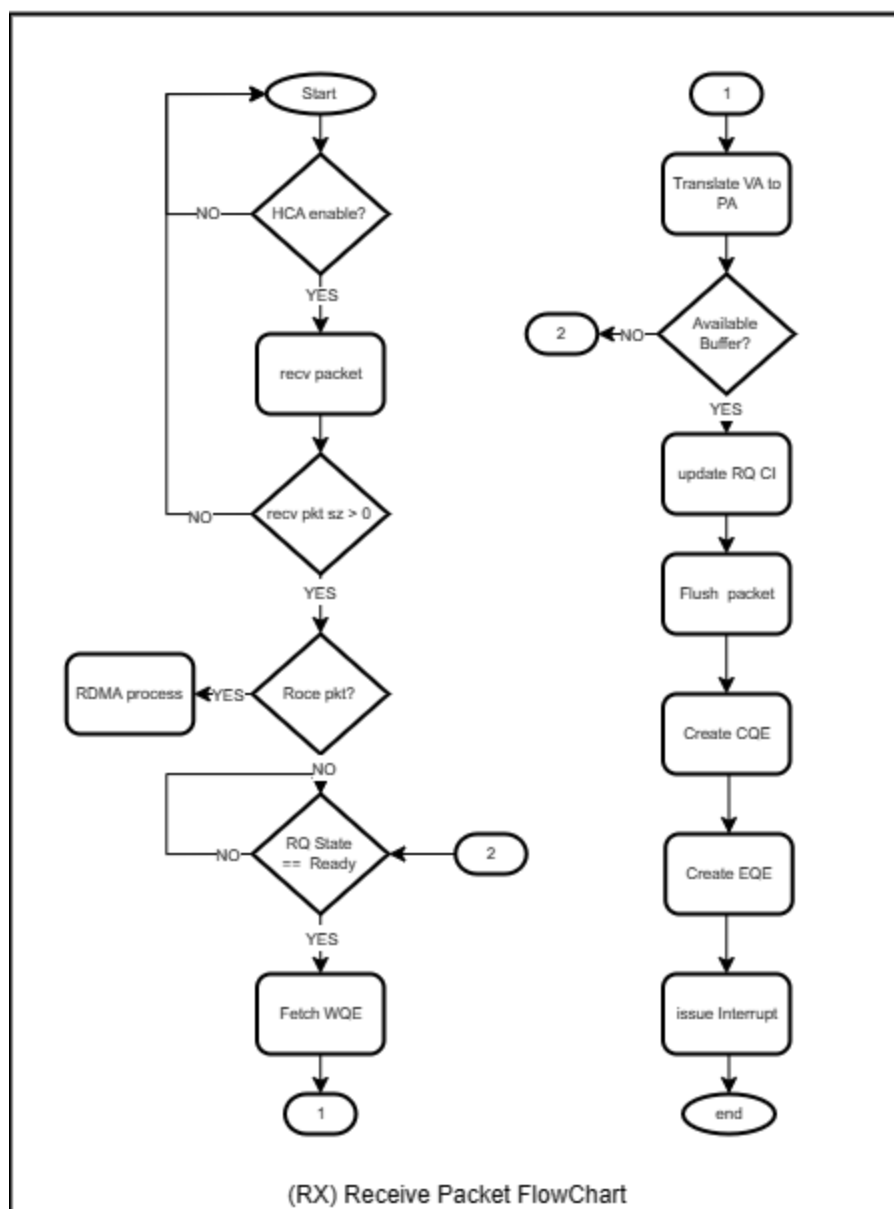 Start
HCA enable?
NO
YES
recv packet
recv pkt sz > 0
NO
YES
Roce pkt?
YES
RDMA process
NO
RQ State
== Ready
NO
2
YES
Fetch WQE
1
1
Translate VA to
PA
Available
Buffer?
NO
2
YES
update RQ CI
Flush packet
Create CQE
Create EQE
issue Interrupt
end
(RX) Receive Packet FlowChart